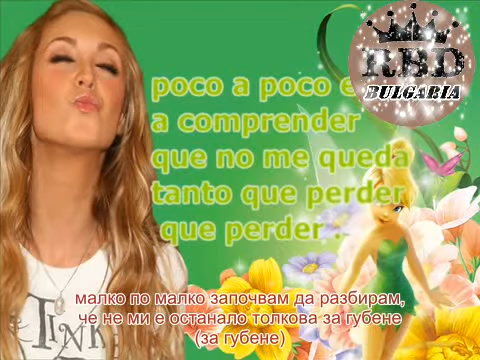 RBD
BULGARIA
poco a poco e
a comprender
que no me queda
tanto que perder
que perder .
малко по малко започвам да разбирам,
че не ми е останало толкова за губене
(за губене)